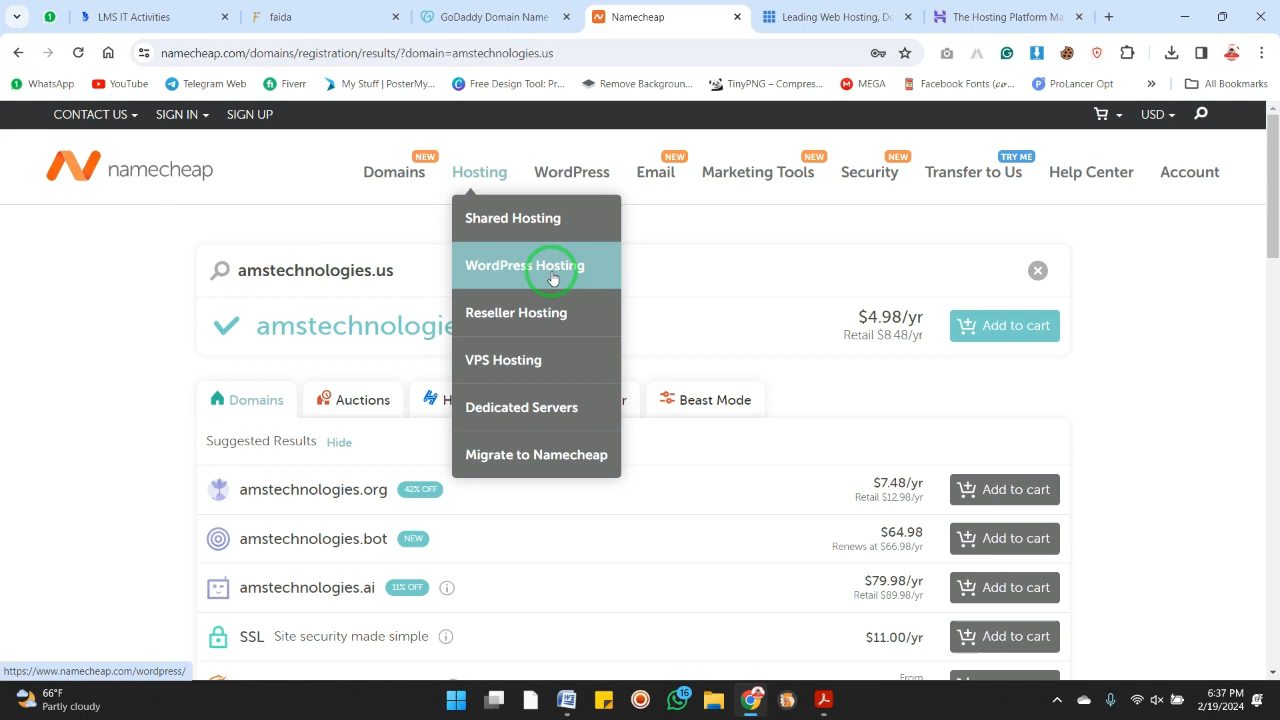 LMS IT Activities
faida
GoDaddy Domain Name
Namecheap
Leading Web Hosting, Do
The Hosting Platform Ma
namecheap.com/domains/registration/results/?domain=amstechnologies.us
WhatsApp
YouTube
Telegram Web
Fiverr
My Stuff | PosterMy...
Free Design Tool: Pr...
Remove Backgroun...
TinyPNG – Compres...
MEGA
ProLancer Opt
All Bookmarks
CONTACT US
SIGN IN
SIGN UP
USD
namecheap
NEW
NEW
NEW
NEW
TRY ME
Domains
Hosting
WordPress
Email
Marketing Tools
Security
Transfer to Us
Help Center
Account
Shared Hosting
WordPress Hosting
Reseller Hosting
VPS Hosting
Dedicated Servers
Migrate to Namecheap
amstechnologies.us
amstechnologie
$4.98/yr
Retail $8.48/yr
Add to cart
Domains
Auctions
H
r
Beast Mode
Suggested Results
Hide
amstechnologies.org
42% OFF
$7.48/yr
Retail $12.98/yr
Add to cart
amstechnologies.bot
NEW
$64.98
Renews at $66.98/yr
Add to cart
amstechnologies.ai
11% OFF
$79.98/yr
Retail $89.98/yr
Add to cart
SSL
Site security made simple
$11.00/yr
Add to cart
From
https://www.namecheap.com/wordpress/
66°F
Partly cloudy
16
6:37 PM
2/19/2024